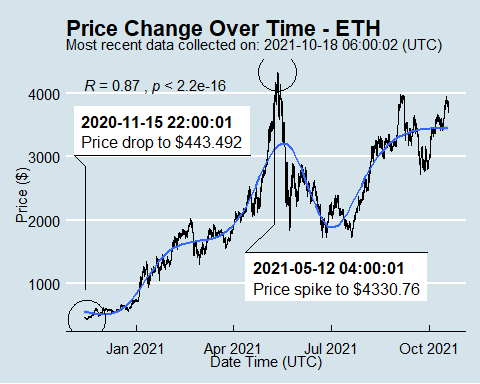 Price Change Over Time - ETH
Most recent data collected on: 2021-10-18 06:00:02 (UTC)
R = 0.87 , p < 2.2e-16
2020-11-15 22:00:01
Price drop to $443.492
2021-05-12 04:00:01
Price spike to $4330.76
Price ($)
4000
3000
2000
1000
Jan 2021 Apr 2021 Jul 2021 Oct 2021
Date Time (UTC)